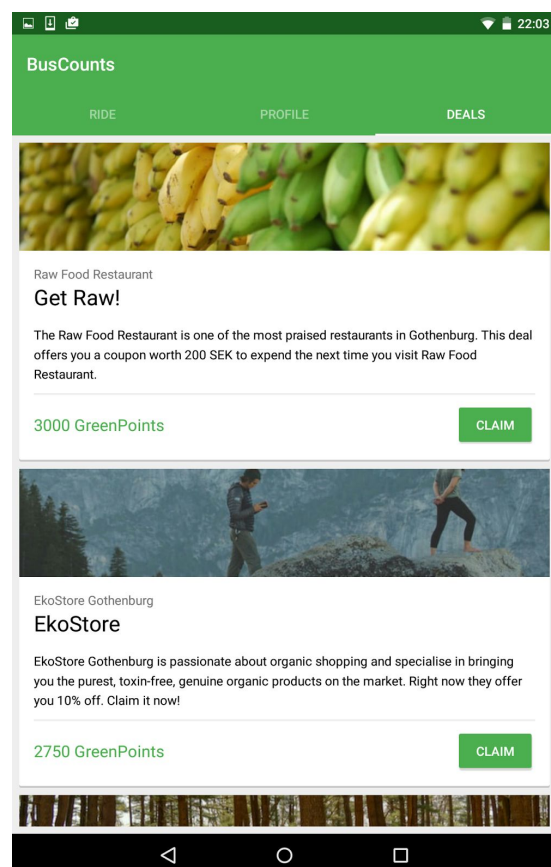 22:03
BusCounts
RIDE PROFILE DEALS
Raw Food Restaurant
Get Raw!
The Raw Food Restaurant is one of the most praised restaurants in Gothenburg. This deal
offers you a coupon worth 200 SEK to expend the next time you visit Raw Food
Restaurant.
3000 GreenPoints CLAIM
EkoStore Gothenburg
EkoStore
EkoStore Gothenburg is passionate about organic shopping and specialise in bringing
you the purest, toxin-free, genuine organic products on the market. Right now they offer
you 10% off. Claim it now!
2750 GreenPoints CLAIM